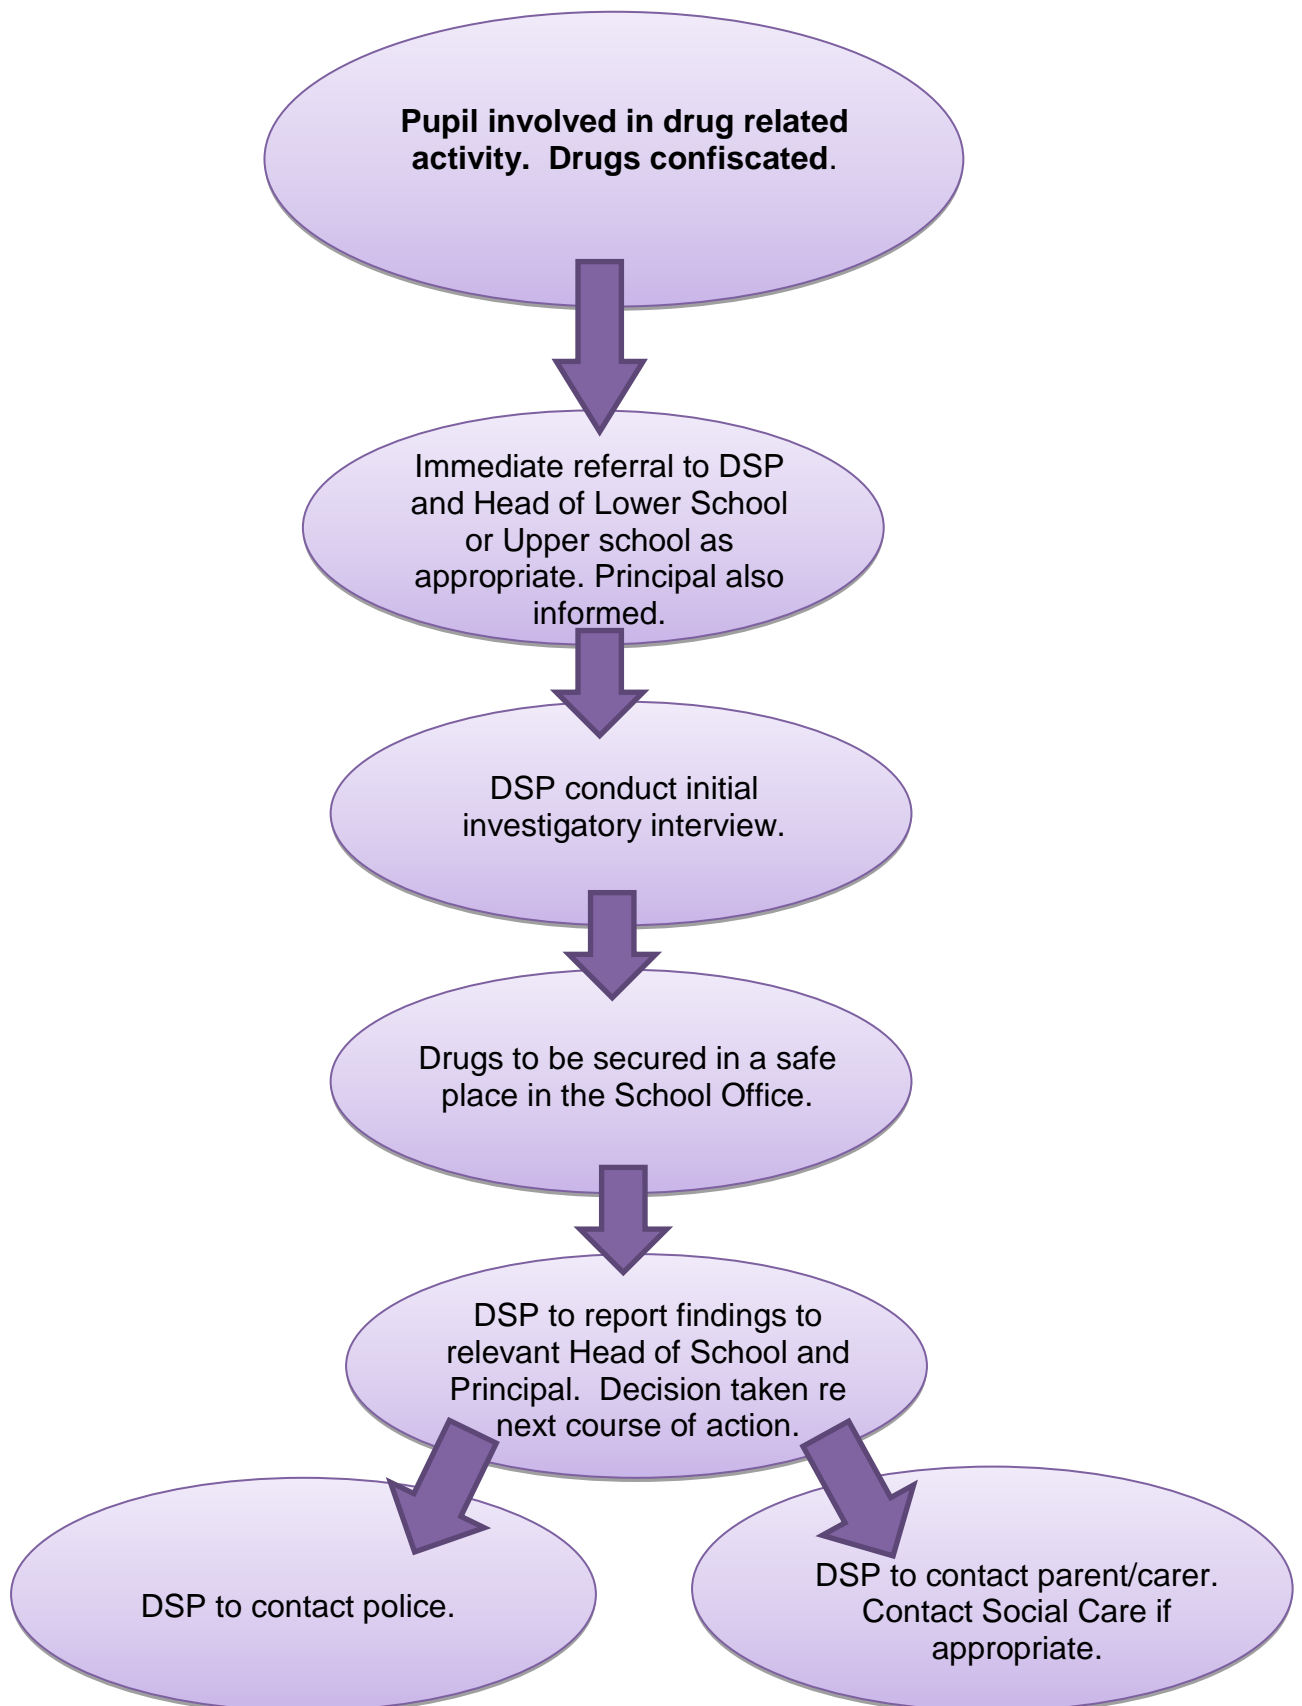 Pupil involved in drug related
activity.  Drugs confiscated.
Immediate referral to DSP
and Head of Lower School
or Upper school as
appropriate. Principal also
informed.
DSP conduct initial
investigatory interview.
Drugs to be secured in a safe
place in the School Office.
DSP to report findings to
relevant Head of School and
Principal.  Decision taken re
next course of action.
DSP to contact police.
DSP to contact parent/carer.
Contact Social Care if
appropriate.